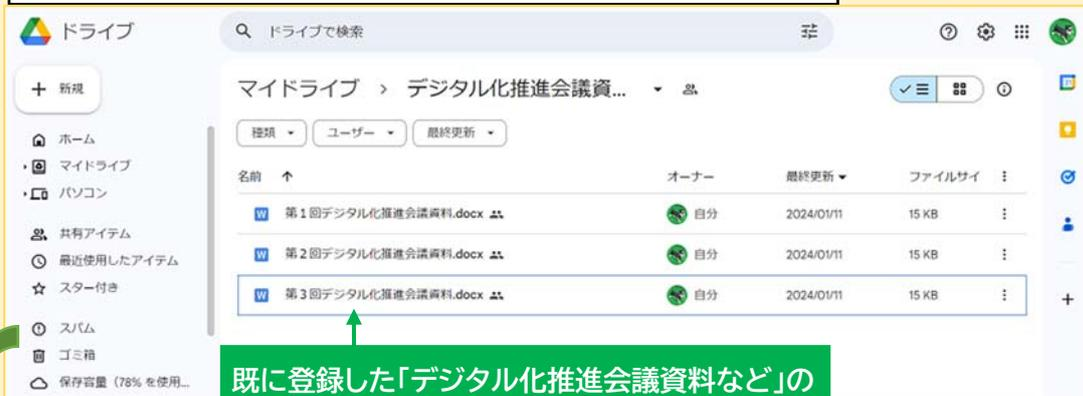 ドライブ
ドライブで検索
+ 新規
マイドライブ > デジタル化推進会議資...
種類
ユーザー
最終更新
ホーム
マイドライブ
パソコン
共有アイテム
最近使用したアイテム
スター付き
スパム
ゴミ箱
保存容量（78% を使用...
名前 ↑ オーナー 最終更新 ファイルサイ
W 第1回デジタル化推進会議資料.docx 自分 2024/01/11 15 KB
W 第2回デジタル化推進会議資料.docx 自分 2024/01/11 15 KB
W 第3回デジタル化推進会議資料.docx 自分 2024/01/11 15 KB
既に登録した「デジタル化推進会議資料など」の